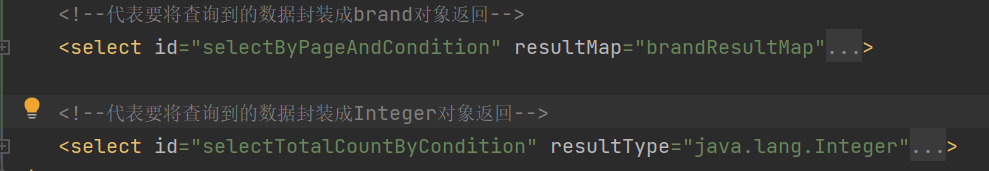 <!--代表要将查询到的数据封装成brand对象返回-->
<select id="selectByPageAndCondition" resultMap="brandResultMap"...>
<!--代表要将查询到的数据封装成Integer对象返回-->
<select id="selectTotalCountByCondition" resultType="java.lang.Integer"...>